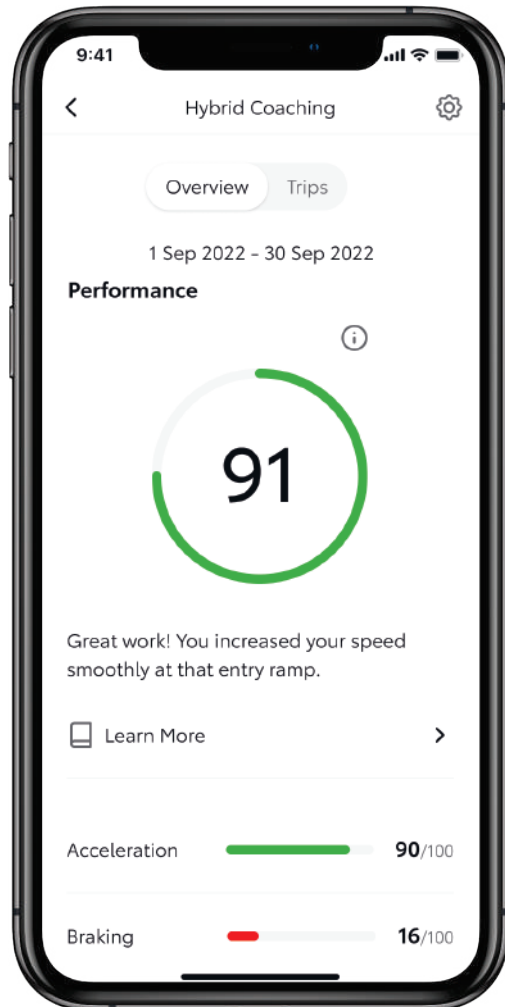 9:41
Hybrid Coaching
Overview Trips
1 Sep 2022 - 30 Sep 2022
Performance
91
Great work! You increased your speed
smoothly at that entry ramp.
Learn More
Acceleration 90/100
Braking 16/100